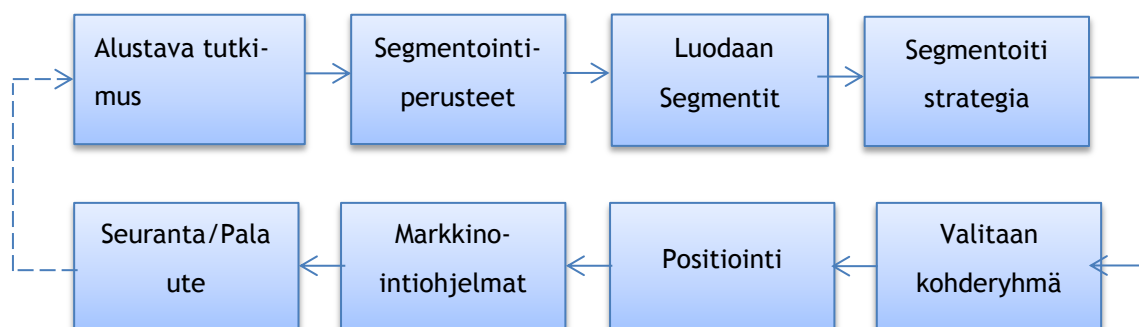 Alustava tutki-
mus
Segmentointi-
perusteet
Luodaan
Segmentit
Segmentoiti
strategia
Seuranta/Pala
ute
Markkino-
intiohjelmat
Positiointi
Valitaan
kohderyhmä